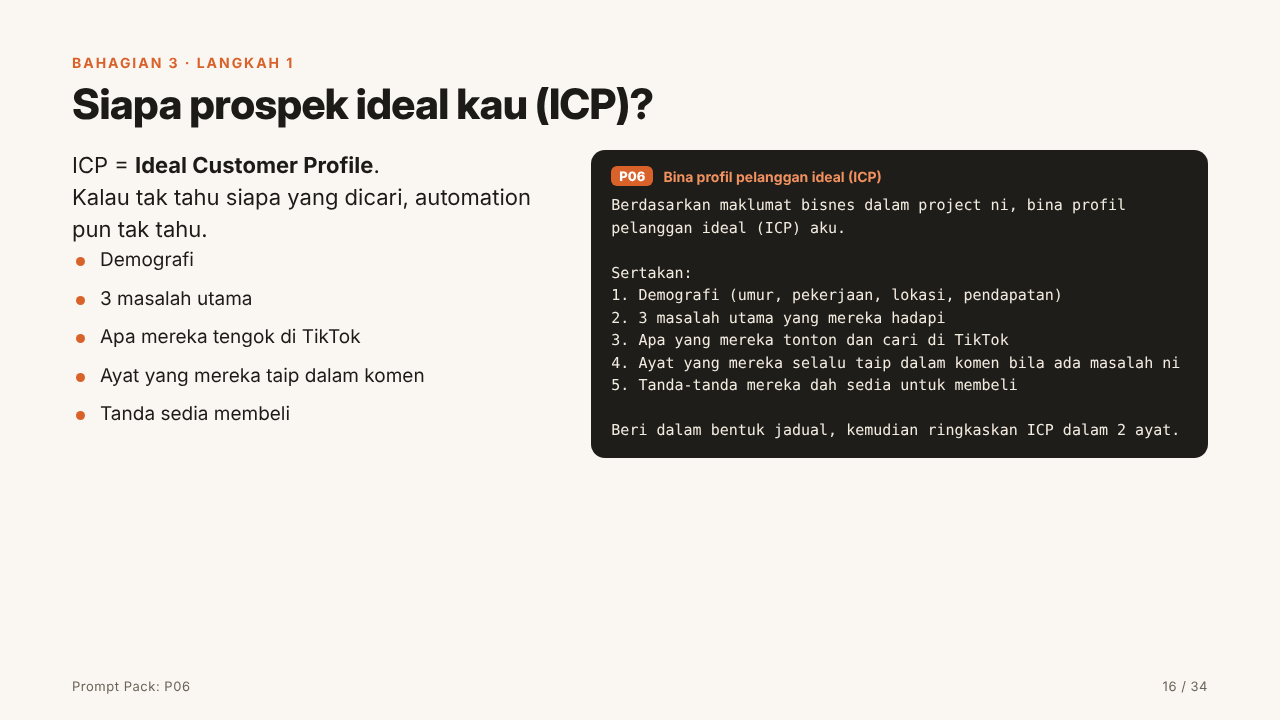 BAHAGIAN 3 · LANGKAH 1
Siapa prospek ideal kau (ICP)?
ICP = Ideal Customer Profile.
Kalau tak tahu siapa yang dicari, automation
pun tak tahu.
Demografi
3 masalah utama
Apa mereka tengok di TikTok
Ayat yang mereka taip dalam komen
Tanda sedia membeli
P06 Bina profil pelanggan ideal (ICP)
Berdasarkan maklumat bisnes dalam project ni, bina profil
pelanggan ideal (ICP) aku.
Sertakan:
1. Demografi (umur, pekerjaan, lokasi, pendapatan)
2. 3 masalah utama yang mereka hadapi
3. Apa yang mereka tonton dan cari di TikTok
4. Ayat yang mereka selalu taip dalam komen bila ada masalah ni
5. Tanda-tanda mereka dah sedia untuk membeli
Beri dalam bentuk jadual, kemudian ringkaskan ICP dalam 2 ayat.
Prompt Pack: P06
16 / 34